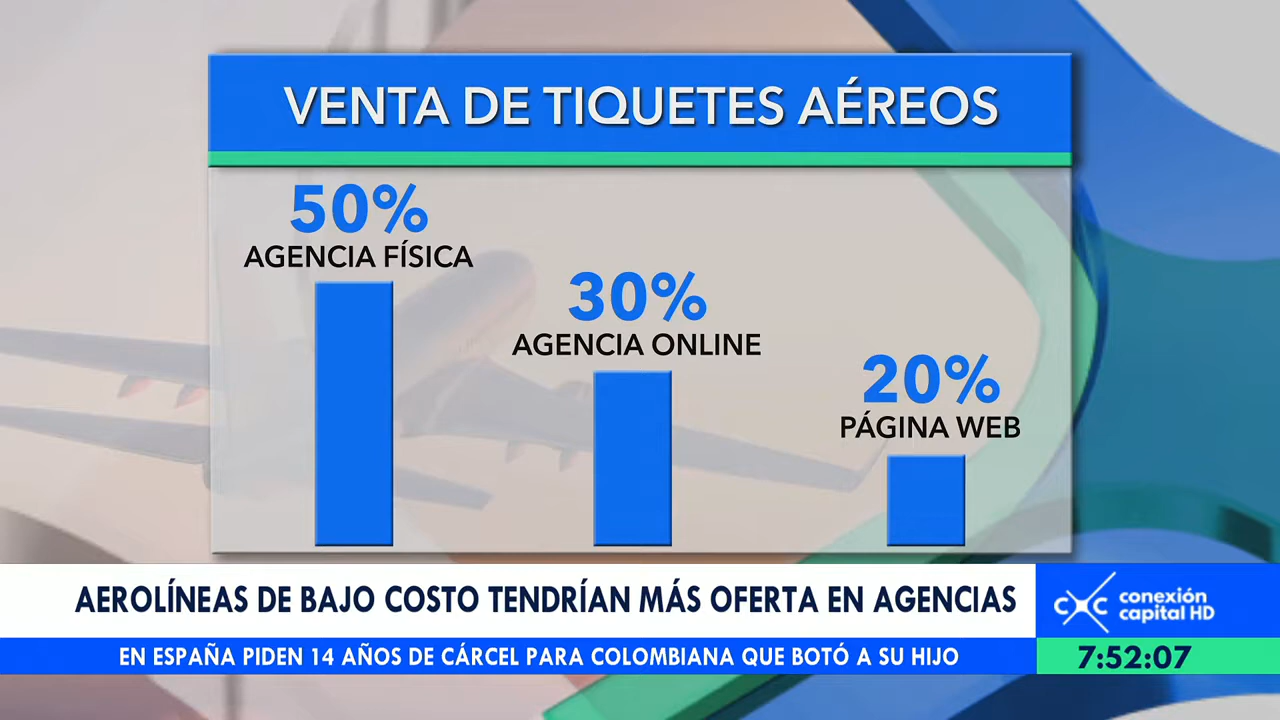 VENTA DE TIQUETES AÉREOS
50%
AGENCIA FÍSICA
30%
AGENCIA ONLINE
20%
PÁGINA WEB
AEROLÍNEAS DE BAJO COSTO TENDRÍAN MÁS OFERTA EN AGENCIAS
CXC conexión
capital HD
EN ESPAÑA PIDEN 14 AÑOS DE CÁRCEL PARA COLOMBIANA QUE BOTÓ A SU HIJO
7:52:07